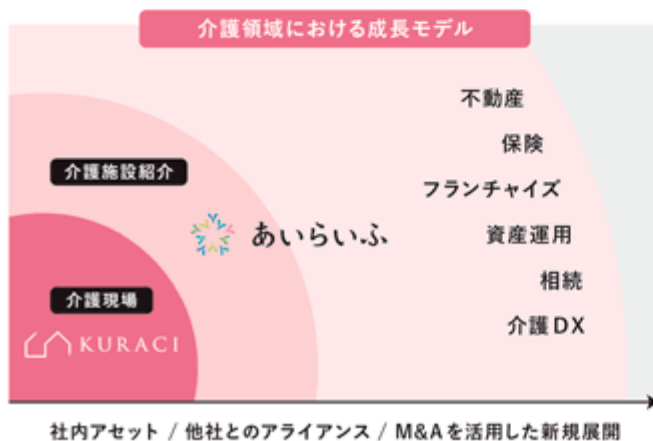 介護領域における成長モデル
不動産
保険
介護施設紹介
フランチャイズ
あいらいふ
資産運用
相続
介護現場
介護DX
KURACI
社内アセット / 他社とのアライアンス / M&Aを活用した新規展開